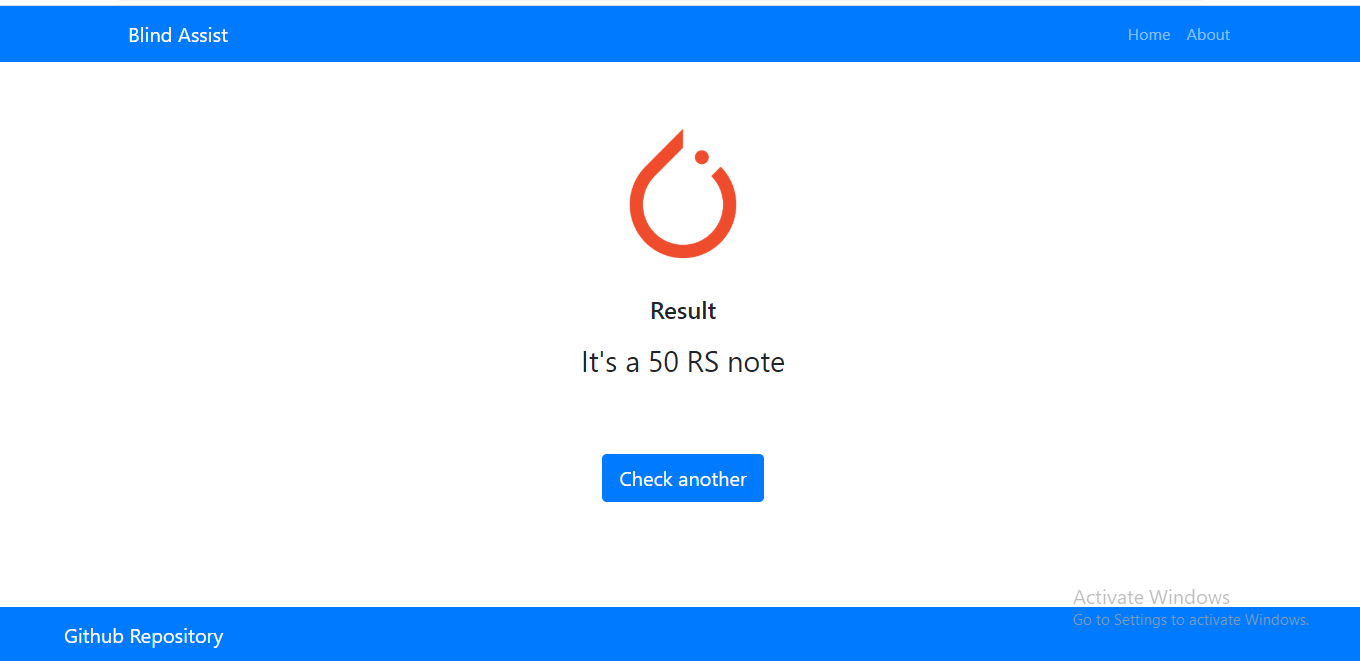 Blind Assist
Home About
Result
It's a 50 RS note
Check another
Activate Windows
Go to Settings to activate Windows.
Github Repository